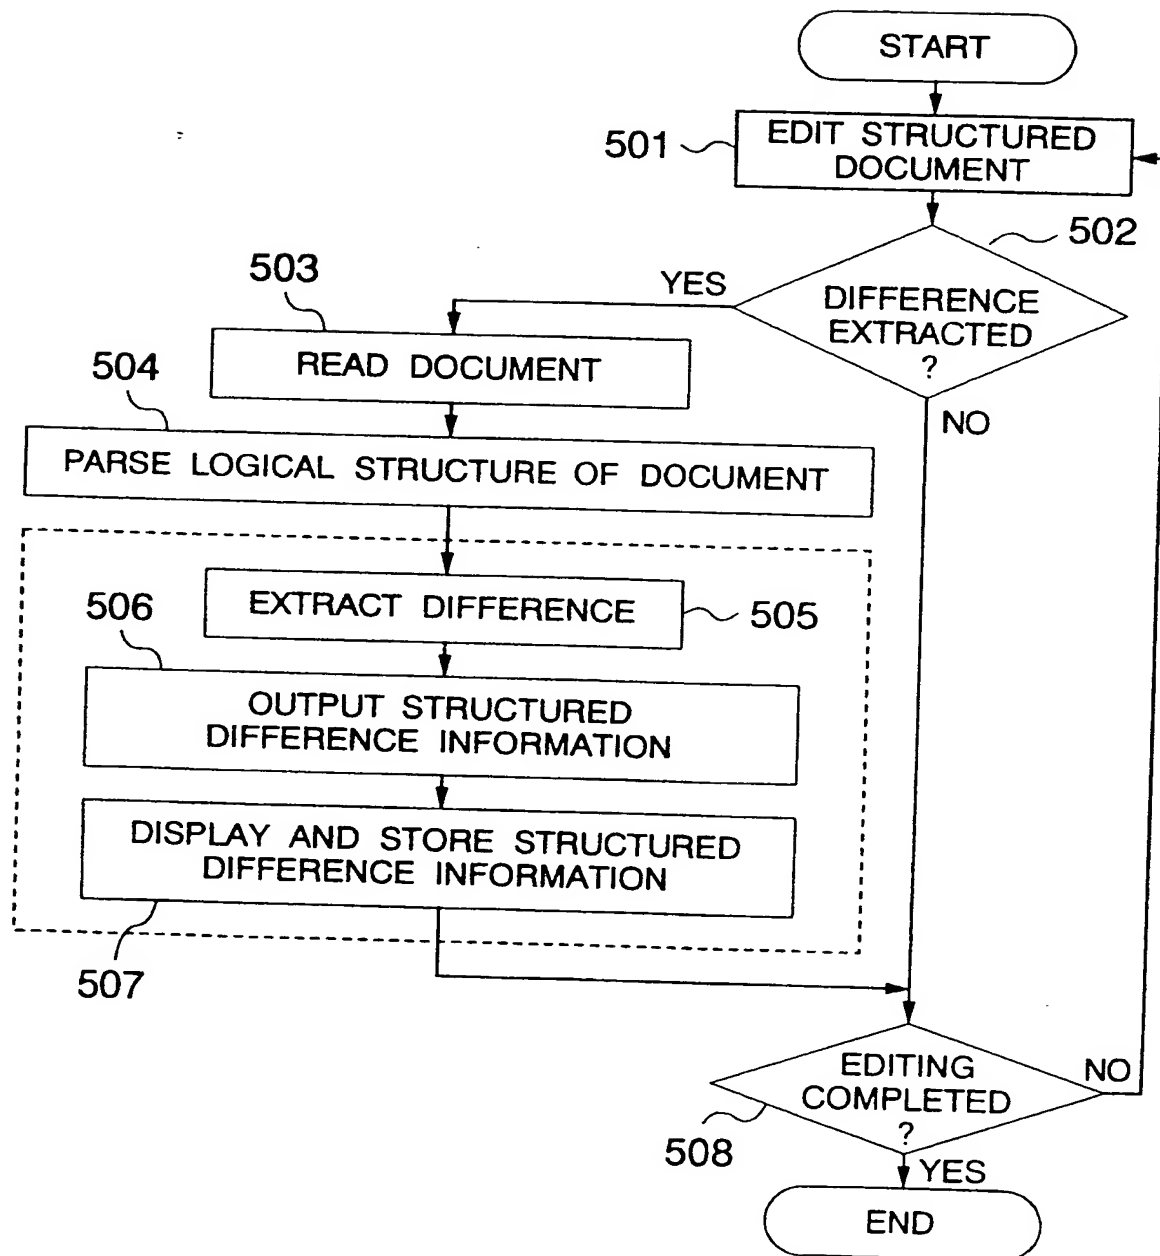 START
501
EDIT STRUCTURED
DOCUMENT
502
YES
DIFFERENCE
EXTRACTED
?
NO
503
READ DOCUMENT
504
PARSE LOGICAL STRUCTURE OF DOCUMENT
EXTRACT DIFFERENCE
505
506
OUTPUT STRUCTURED
DIFFERENCE INFORMATION
DISPLAY AND STORE STRUCTURED
DIFFERENCE INFORMATION
507
EDITING
COMPLETED
?
NO
508
YES
END